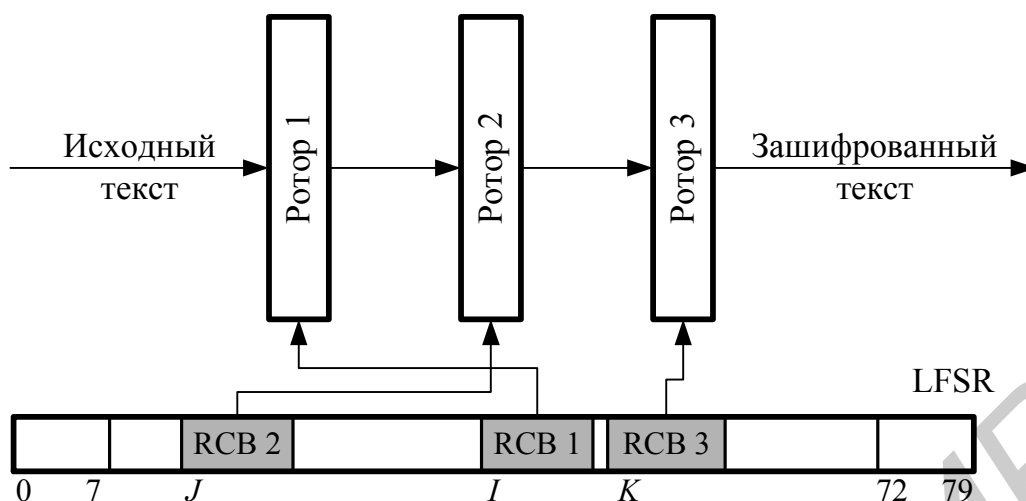 Исходный
текст
Ротор 1
Ротор 2
Ротор 3
Зашифрованный
текст
LFSR
RCB 2
RCB 1
RCB 3
0 7 J I K 72 79